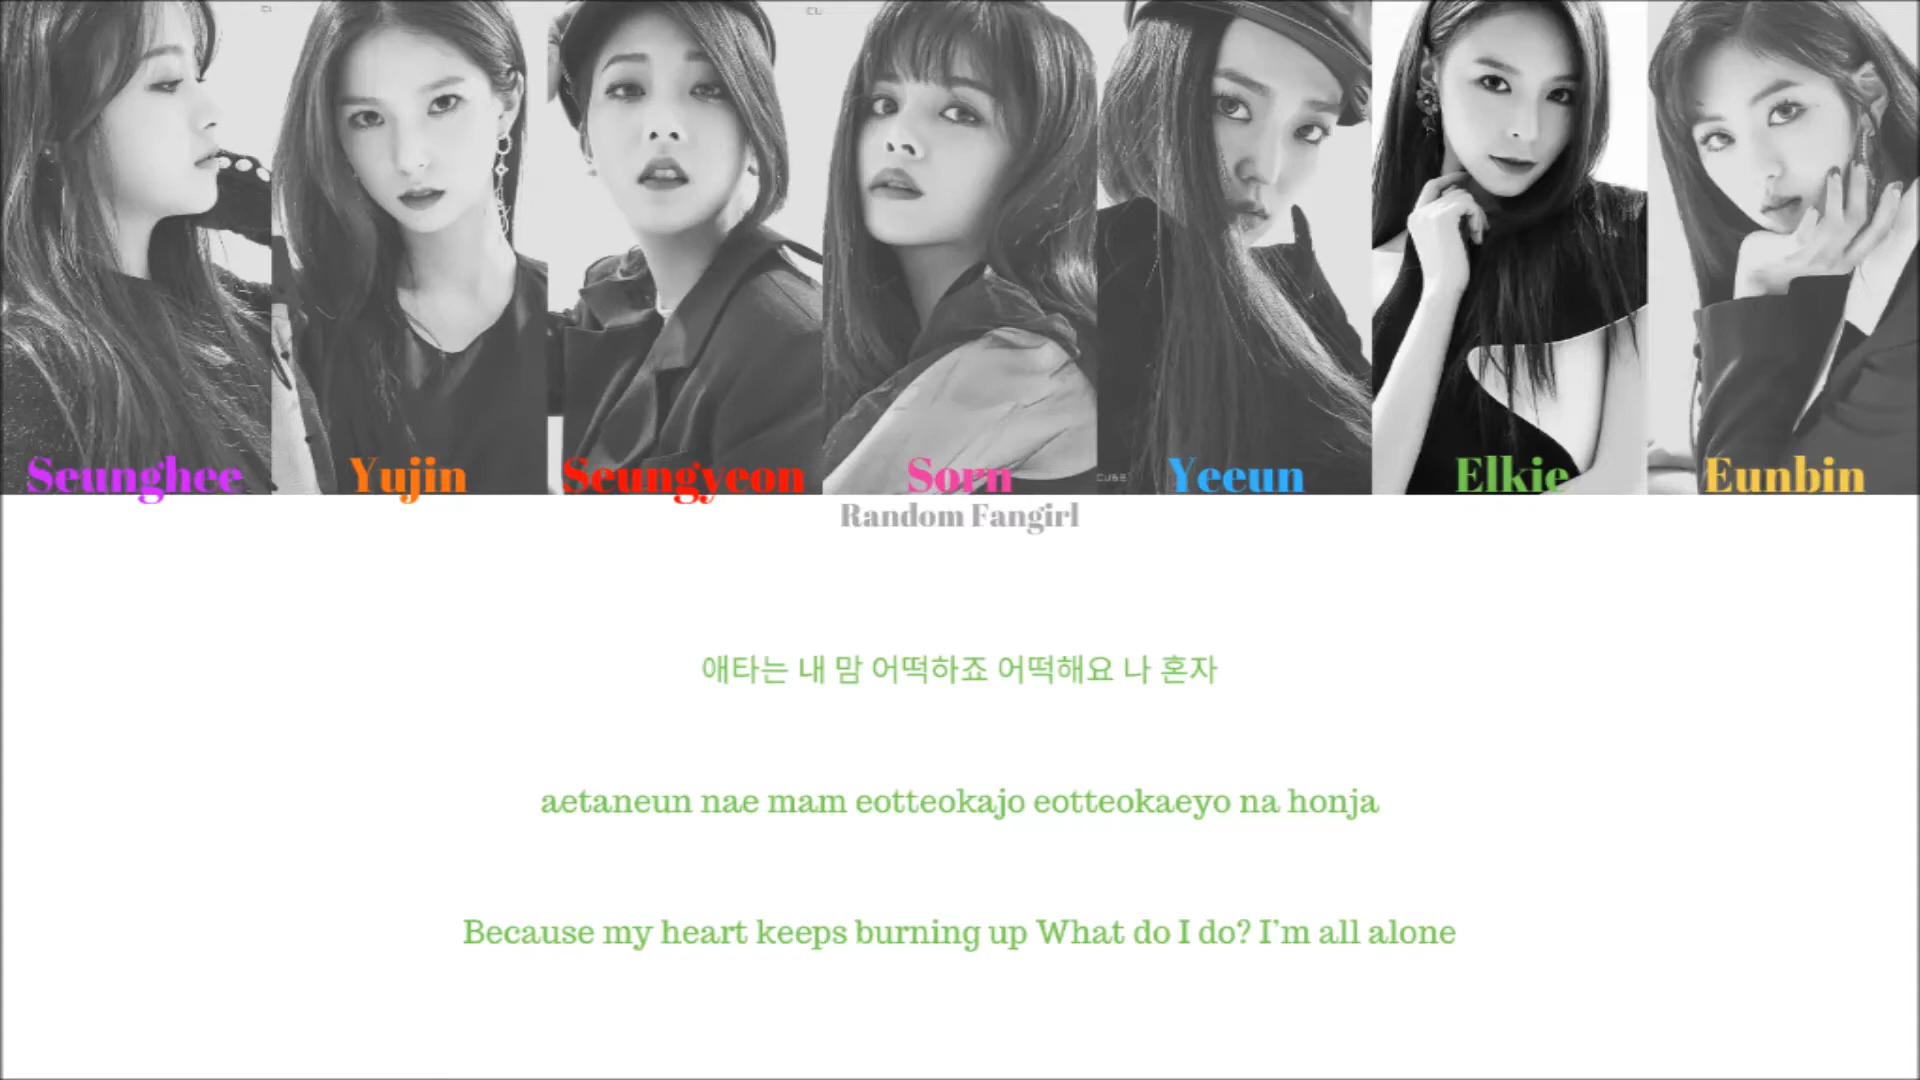 CUBE
Seunghee Yujin Seungyeon Sorn Yeeun Elkie Eunbin
Random Fangirl
애타는 내 맘 어떡하죠 어떡해요 나 혼자
aetaneun nae mam eotteokajo eotteokaeyo na honja
Because my heart keeps burning up What do I do? I'm all alone